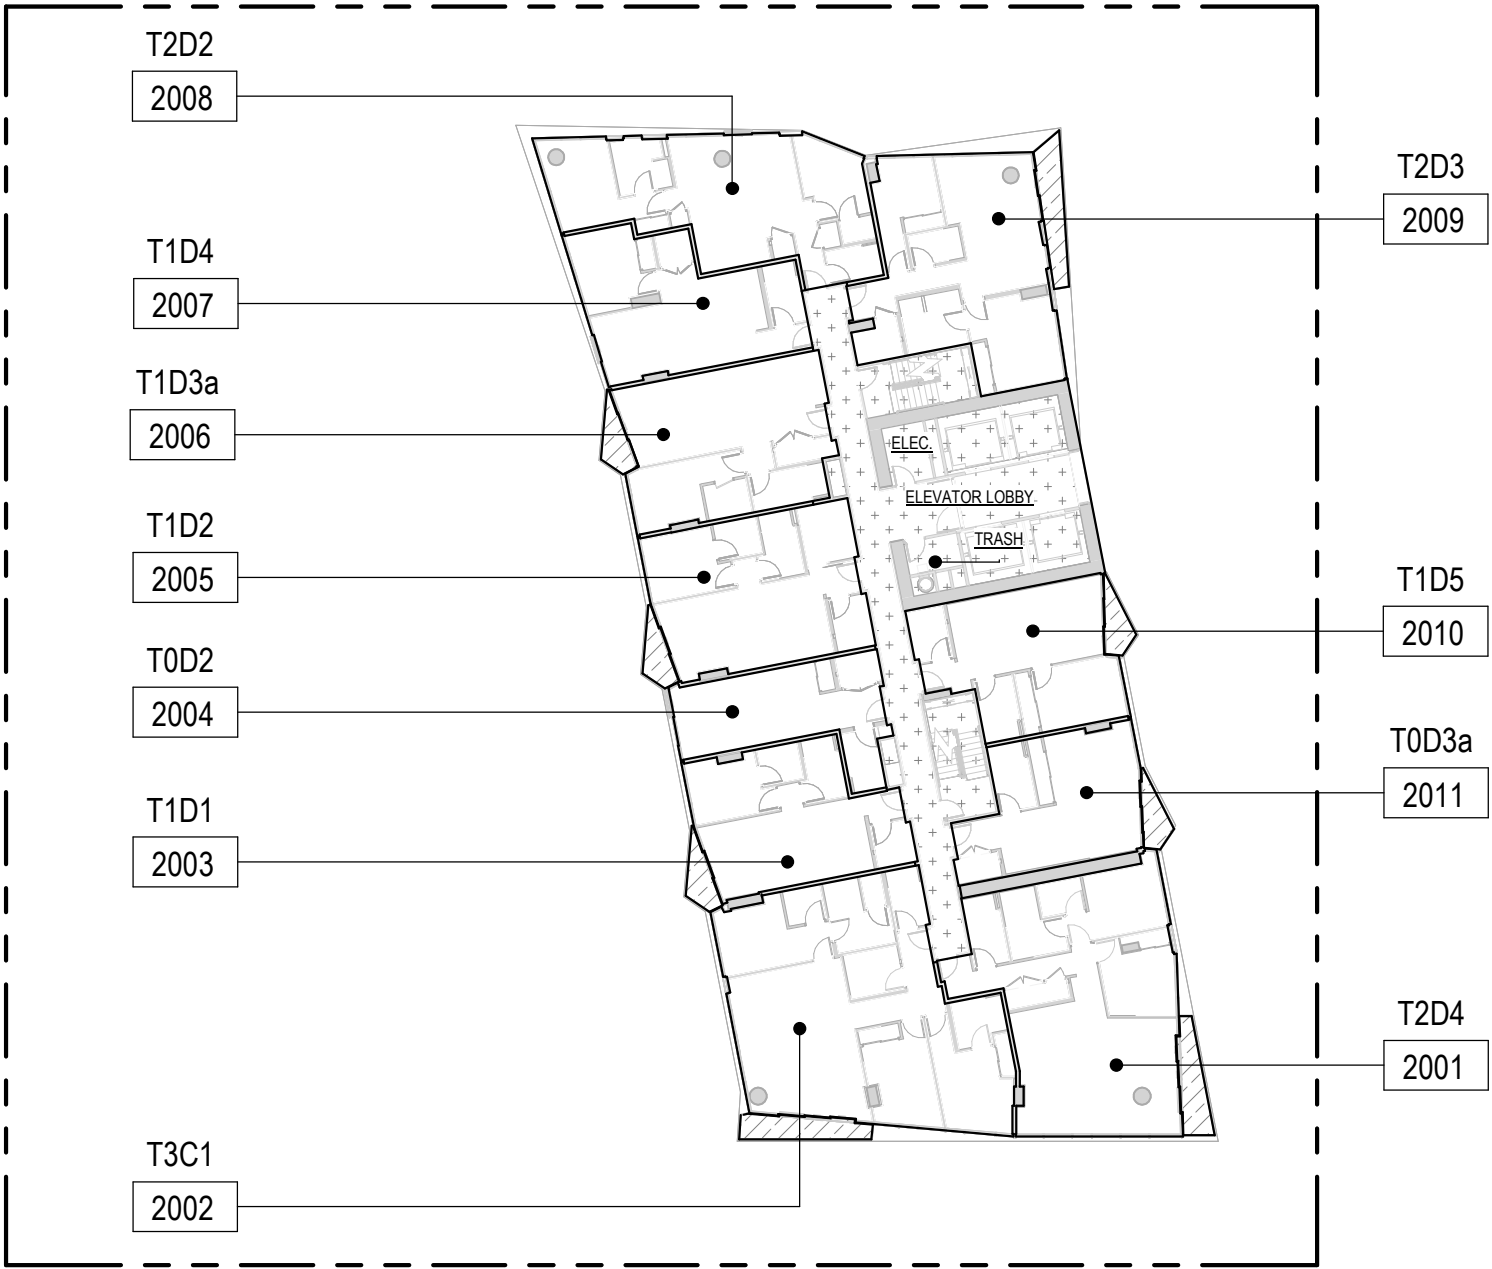 T2D2
2008
T1D4
2007
T1D3a
2006
T1D2
2005
T0D2
2004
T1D1
2003
T3C1
2002
ELEC.
ELEVATOR LOBBY
TRASH
T2D3
2009
T1D5
2010
T0D3a
2011
T2D4
2001